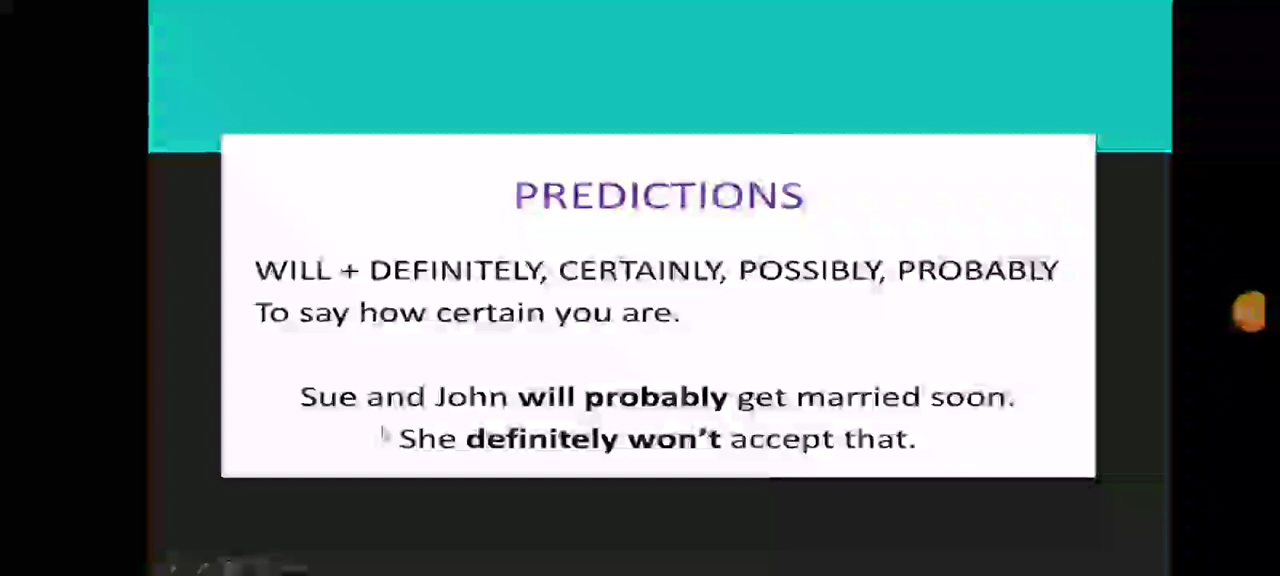 PREDICTIONS
WILL + DEFINITELY, CERTAINLY, POSSIBLY, PROBABLY
To say how certain you are.
Sue and John will probably get married soon.
She definitely won't accept that.